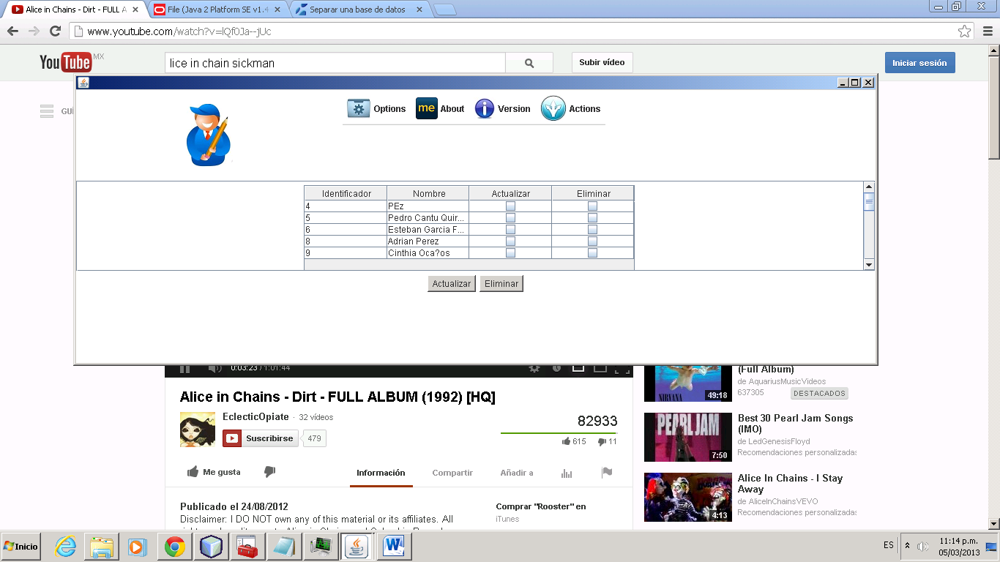 Alice in Chains - Dirt - FULL A
File (Java 2 Platform SE v1.4
Separar una base de datos
www.youtube.com/watch?v=lQf0Ja--jUc
YouTube MX
lice in chain sickman
Subir vídeo
Iniciar sesión
GUÍ
Options
me
About
Version
Actions
Identificador Nombre Actualizar Eliminar
4 PEz
5 Pedro Cantu Quir...
6 Esteban Garcia F...
8 Adrian Perez
9 Cinthia Oca?os
Actualizar Eliminar
0:03:23 / 1:01:44
Alice in Chains - Dirt - FULL ALBUM (1992) [HQ]
EclecticOpiate · 32 vídeos
Suscribirse 479
82933
615 11
Me gusta
Información Compartir Añadir a
Publicado el 24/08/2012
Disclaimer: I DO NOT own any of this material or its affiliates. All
Comprar "Rooster" en
iTunes
(Full Album)
de AquariusMusicVideos
637305 DESTACADOS
NIRVANA
49:18
Best 30 Pearl Jam Songs
(IMO)
de LedGenesisFloyd
Recomendaciones personalizadas
PEARL JAM
7:50
Alice In Chains - I Stay
Away
de AliceInChainsVEVO
Recomendaciones personalizadas
4:13
Inicio
ES
11:14 p.m.
05/03/2013